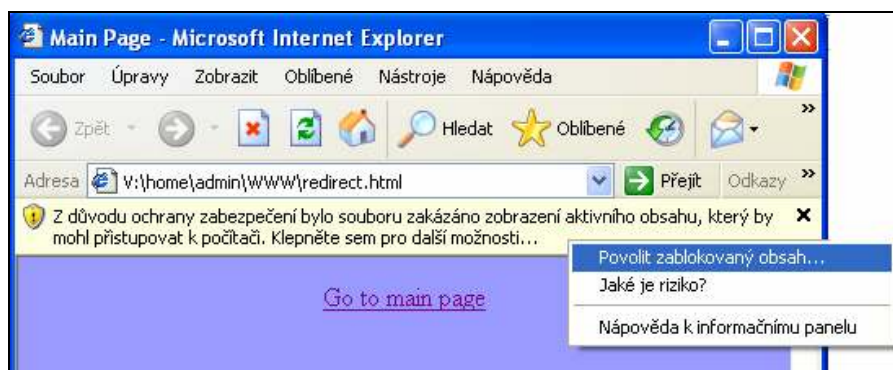 Main Page - Microsoft Internet Explorer
Soubor Úpravy Zobrazit Oblíbené Nástroje Nápověda
Zpět Hledat Oblíbené »
Adresa V:\home\admin\WWW\redirect.html Přejít Odkazy »
Z důvodu ochrany zabezpečení bylo souboru zakázáno zobrazení aktivního obsahu, který by
mohl přistupovat k počítači. Klepněte sem pro další možnosti...
Povolit zablokovaný obsah...
Jaké je riziko?
Nápověda k informačnímu panelu
Go to main page